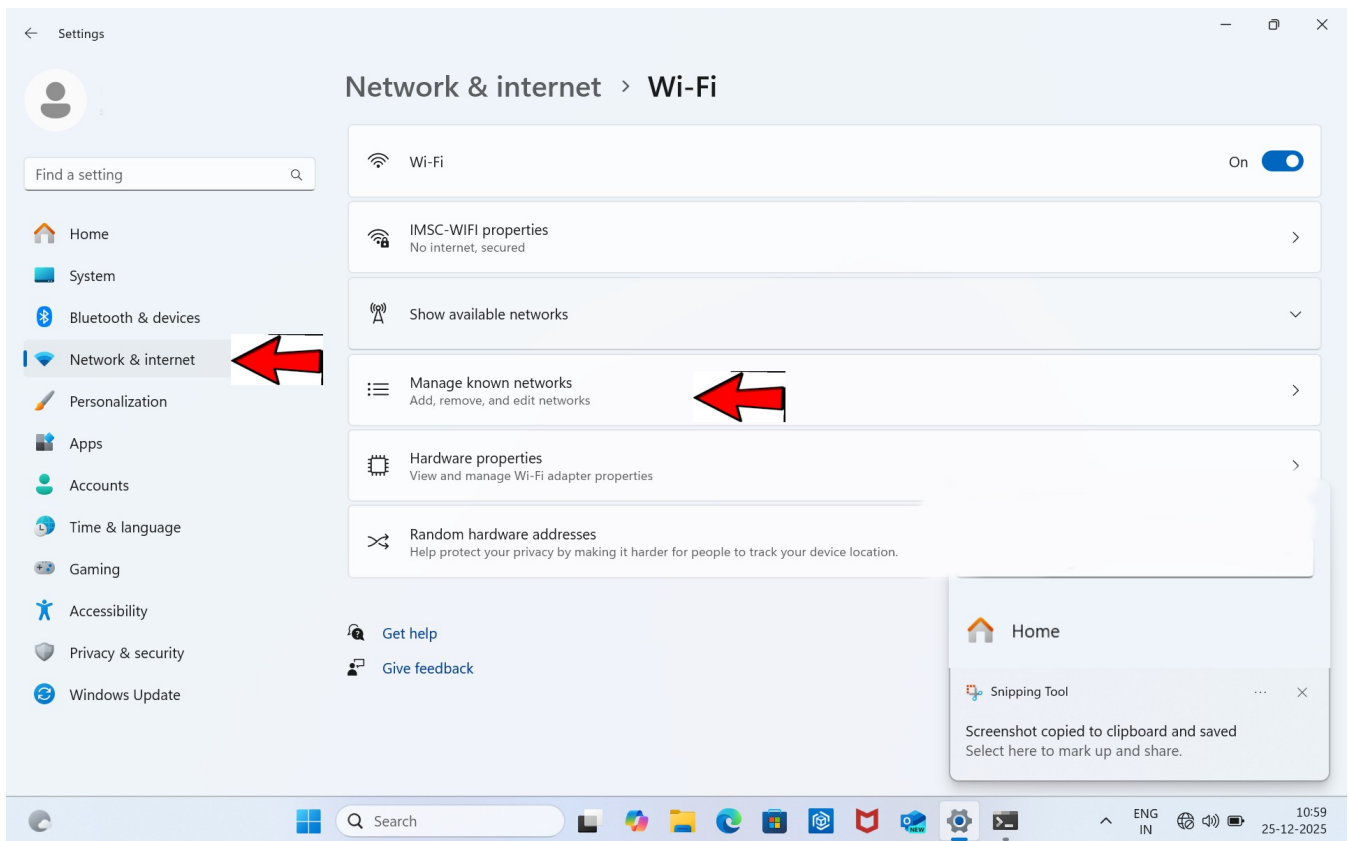 Settings
Network & internet > Wi-Fi
Find a setting
Home
System
Bluetooth & devices
Network & internet
Personalization
Apps
Accounts
Time & language
Gaming
Accessibility
Privacy & security
Windows Update
Wi-Fi
On
IMSC-WIFI properties
No internet, secured
Show available networks
Manage known networks
Add, remove, and edit networks
Hardware properties
View and manage Wi-Fi adapter properties
Random hardware addresses
Help protect your privacy by making it harder for people to track your device location.
Get help
Give feedback
Home
Snipping Tool
Screenshot copied to clipboard and saved
Select here to mark up and share.
Search
NEW
ENG
IN
10:59
25-12-2025